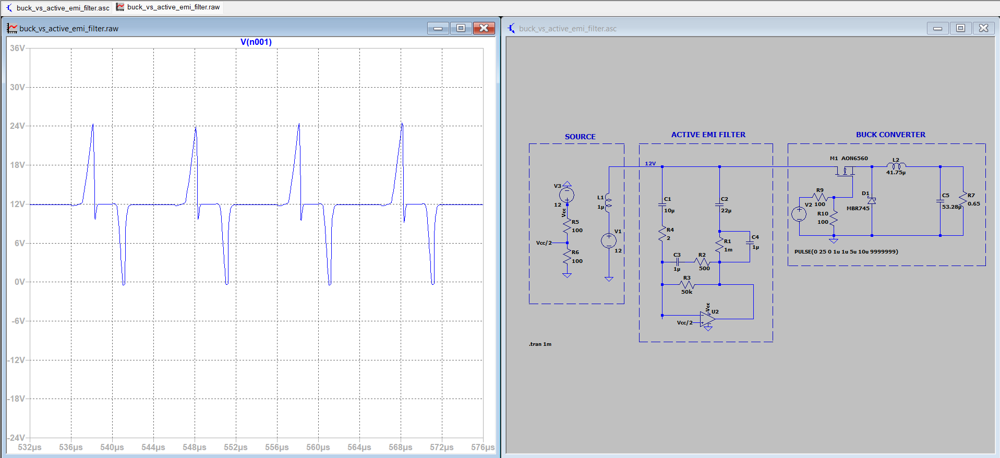 buck_vs_active_emi_filter.asc
buck_vs_active_emi_filter.raw
buck_vs_active_emi_filter.raw
V(n001)
36V
30V
24V
18V
12V
6V
0V
-6V
-12V
-18V
-24V
532µs
536µs
540µs
544µs
548µs
552µs
556µs
560µs
564µs
568µs
572µs
576µs
buck_vs_active_emi_filter.asc
SOURCE
V3
12
Vcc
R5
100
Vcc/2
R6
100
L1
1µ
V1
12
.tran 1m
ACTIVE EMI FILTER
12V
C1
10µ
R4
2
C2
22µ
R1
1m
C4
1µ
C3
1µ
R2
500
R3
50k
Vcc
U2
Vcc/2
BUCK CONVERTER
M1 AON6560
L2
41.75µ
R9
100
V2
R10
100
D1
MBR745
C5
53.28µ
R7
0.65
PULSE(0 25 0 1u 1u 5u 10u 9999999)